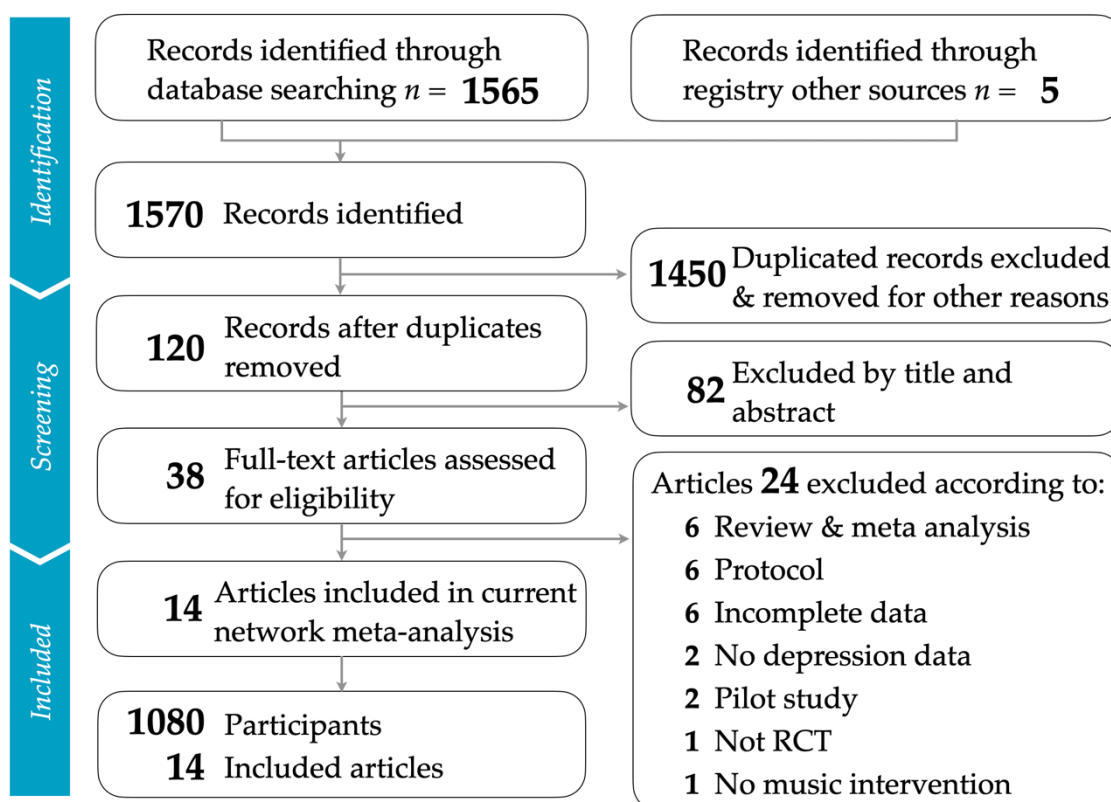 Identification
Records identified through
database searching n = 1565
Records identified through
registry other sources n = 5
1570 Records identified
1450 Duplicated records excluded
& removed for other reasons
Screening
120 Records after duplicates
removed
82 Excluded by title and
abstract
38 Full-text articles assessed
for eligibility
Articles 24 excluded according to:
6 Review & meta analysis
6 Protocol
6 Incomplete data
2 No depression data
2 Pilot study
1 Not RCT
1 No music intervention
Included
14 Articles included in current
network meta-analysis
1080 Participants
14 Included articles